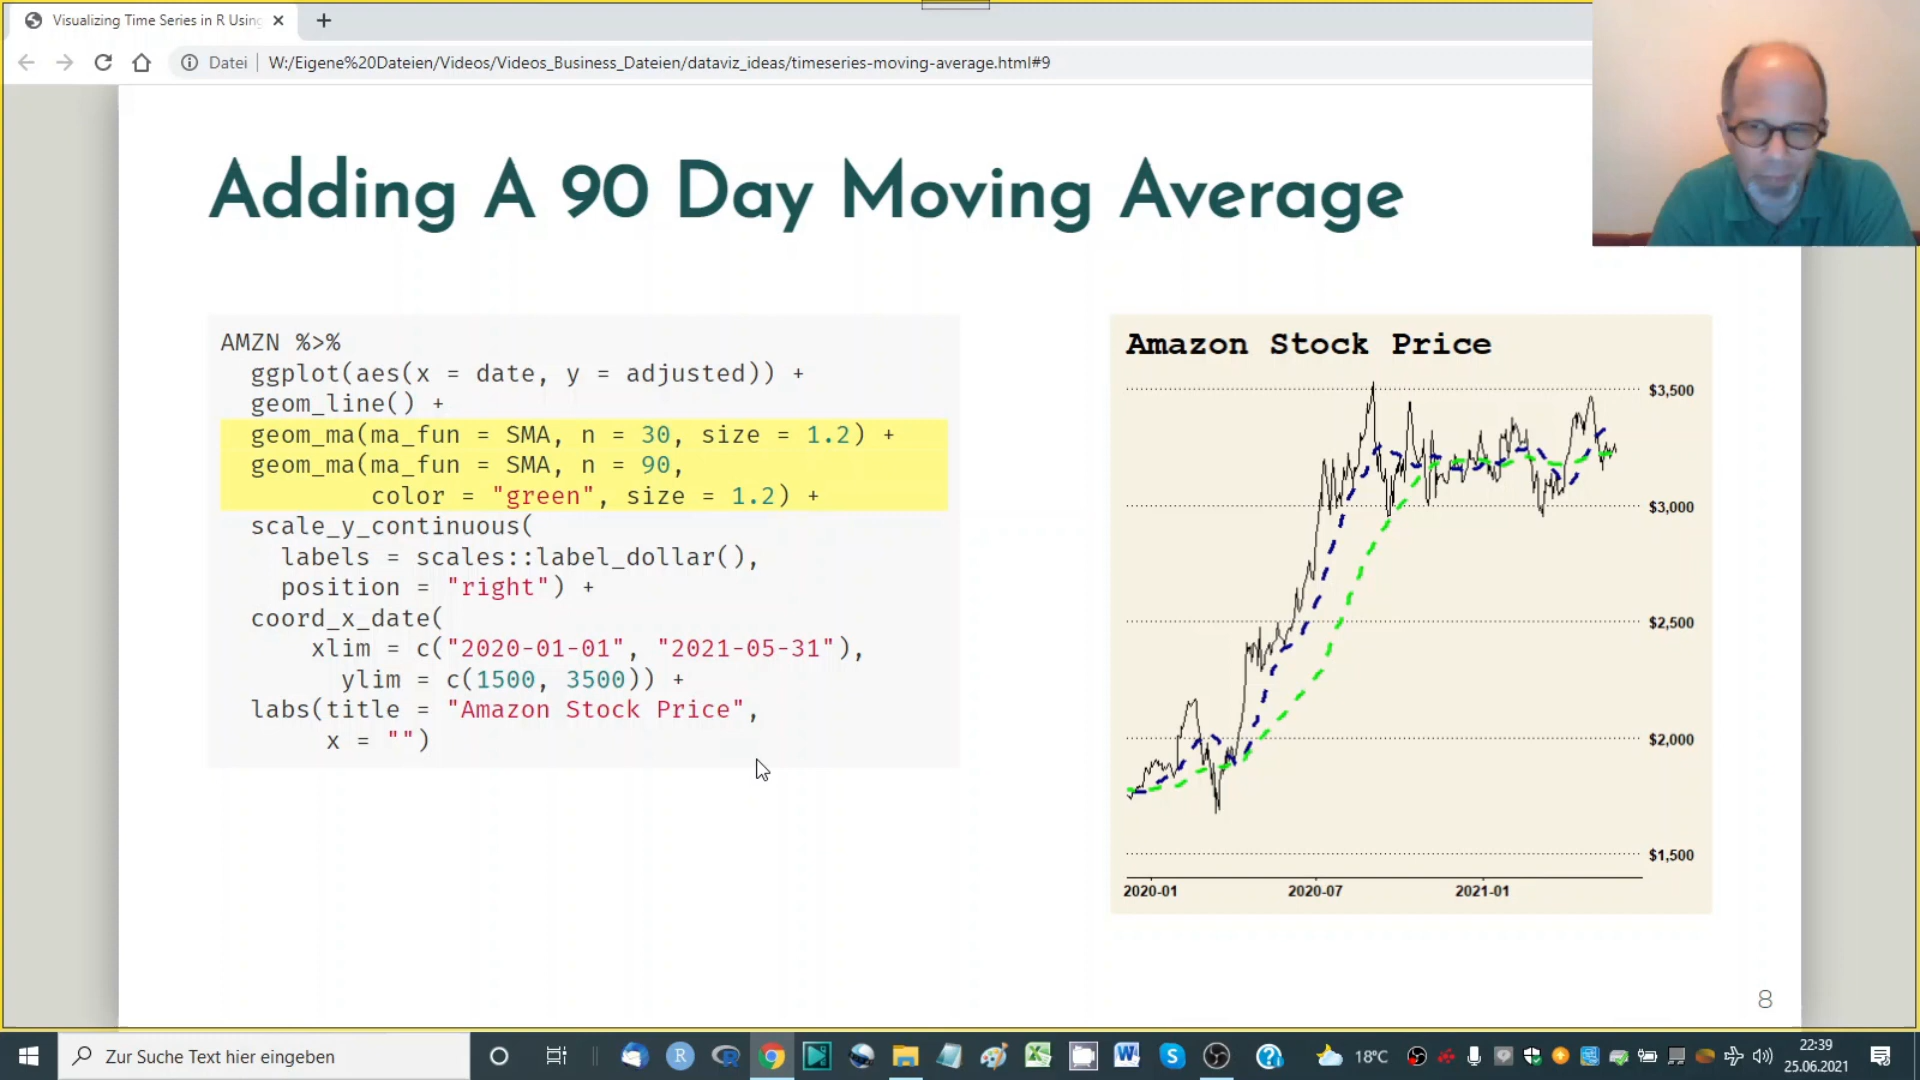 Visualizing Time Series in R Using
Datei
W:/Eigene%20Dateien/Videos/Videos_Business_Dateien/dataviz_ideas/timeseries-moving-average.html#9
Adding A 90 Day Moving Average
AMZN %>%
ggplot(aes(x = date, y = adjusted)) +
geom_line() +
geom_ma(ma_fun = SMA, n = 30, size = 1.2) +
geom_ma(ma_fun = SMA, n = 90,
color = "green", size = 1.2) +
scale_y_continuous(
labels = scales::label_dollar(),
position = "right") +
coord_x_date(
xlim = c("2020-01-01", "2021-05-31"),
ylim = c(1500, 3500)) +
labs(title = "Amazon Stock Price",
x = "")
Amazon Stock Price
$3,500
$3,000
$2,500
$2,000
$1,500
2020-01 2020-07 2021-01
8
Zur Suche Text hier eingeben
18°C
22:39
25.06.2021